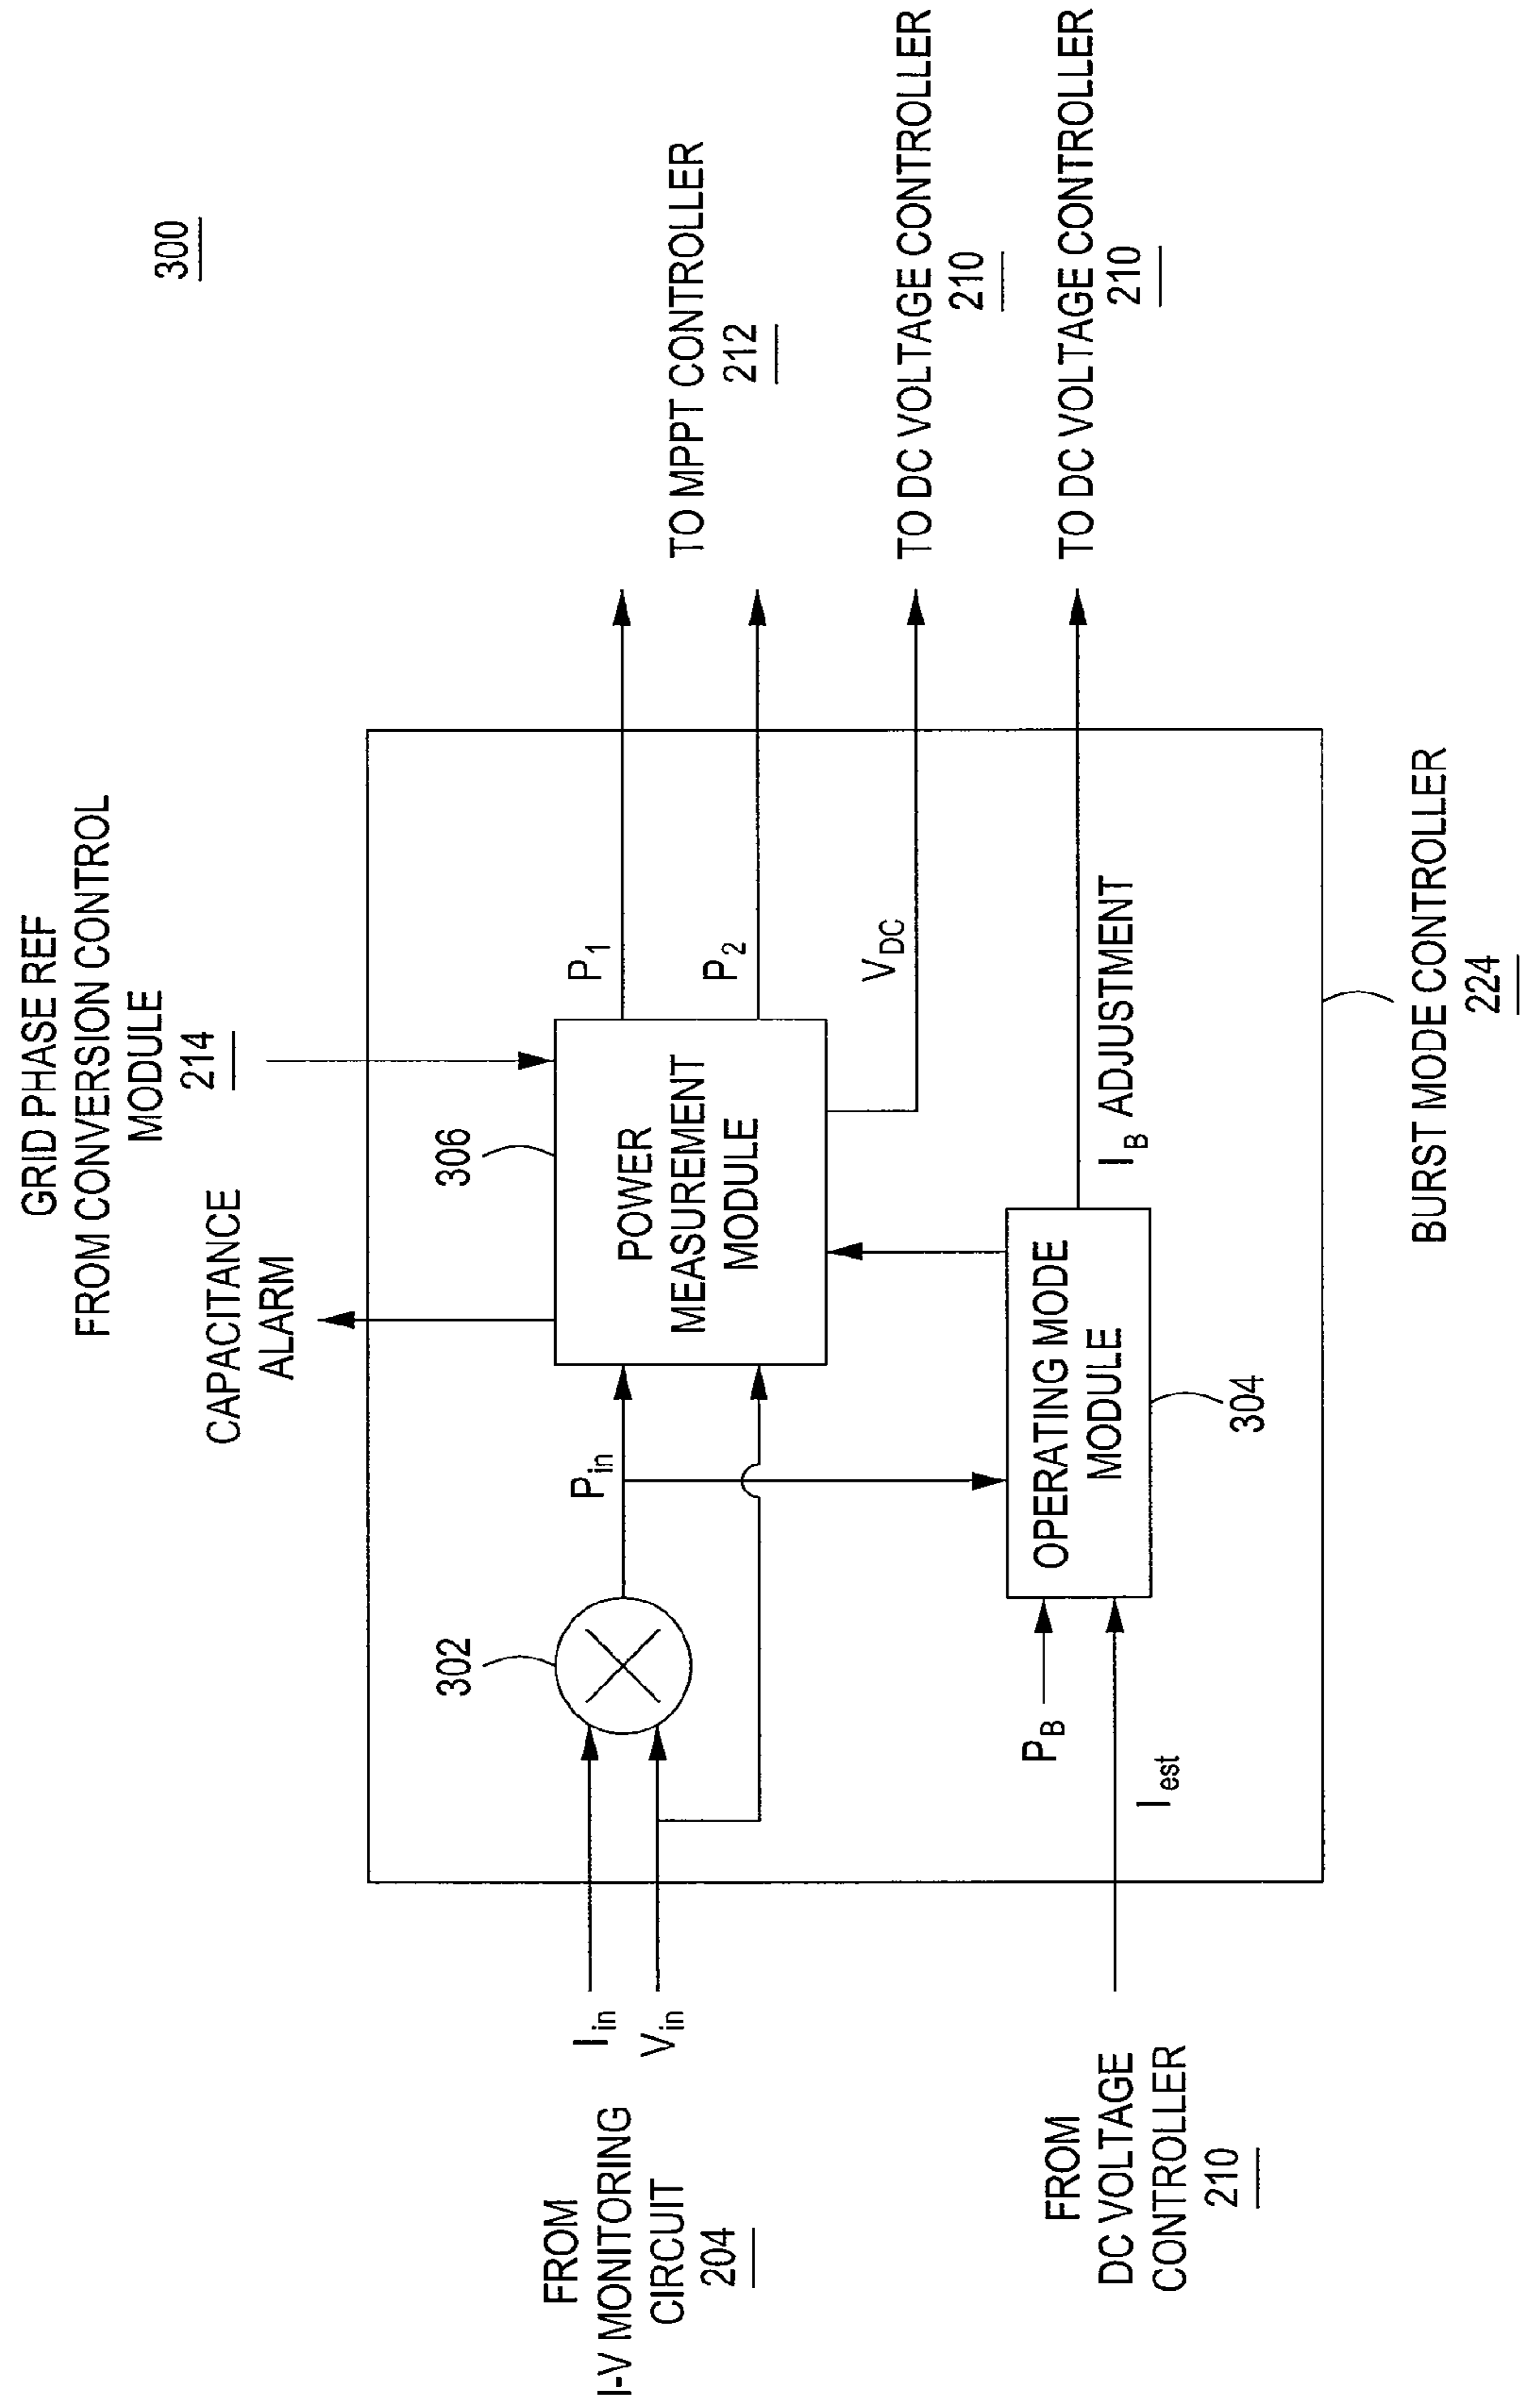 300
GRID PHASE REF
FROM CONVERSION CONTROL
MODULE
214
CAPACITANCE
ALARM
306
302
FROM
I-V MONITORING
CIRCUIT
204
Iin
Vin
Pin
POWER
MEASUREMENT
MODULE
P1
P2
VDC
TO MPPT CONTROLLER
212
TO DC VOLTAGE CONTROLLER
210
FROM
DC VOLTAGE
CONTROLLER
210
PB
Iest
OPERATING MODE
MODULE
304
IB ADJUSTMENT
TO DC VOLTAGE CONTROLLER
210
BURST MODE CONTROLLER
224